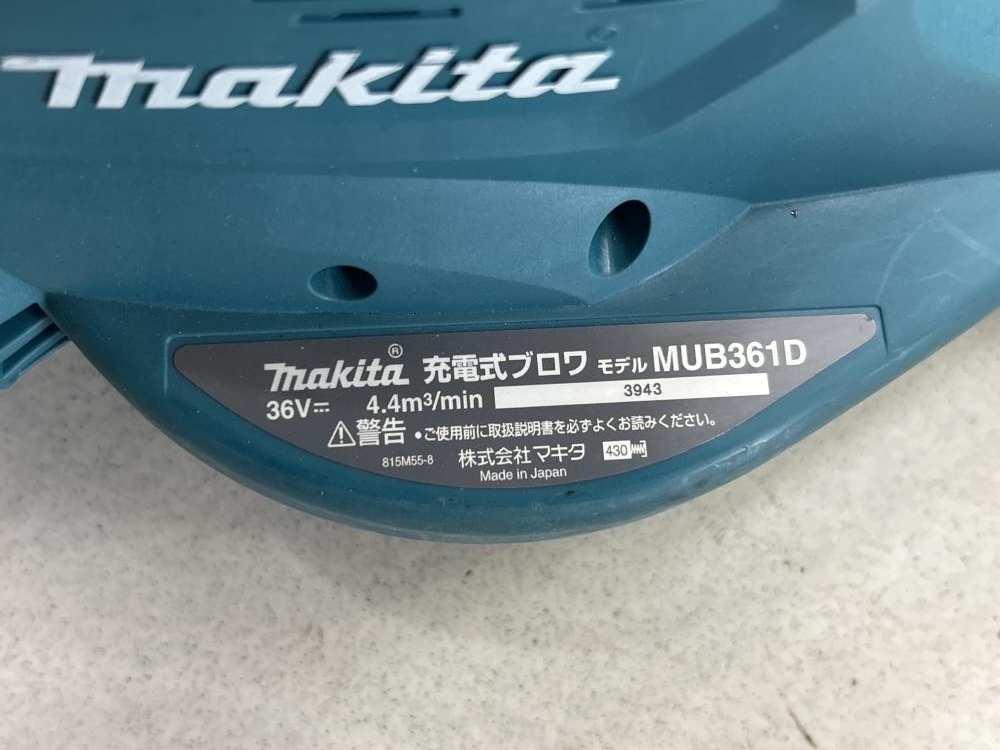 makita
makita® 充電式ブロワ モデル MUB361D
36V⎓ 4.4m³/min 3943
⚠警告 •ご使用前に取扱説明書を必ずよくお読みください。
815M55-8 株式会社マキタ 430
Made in Japan